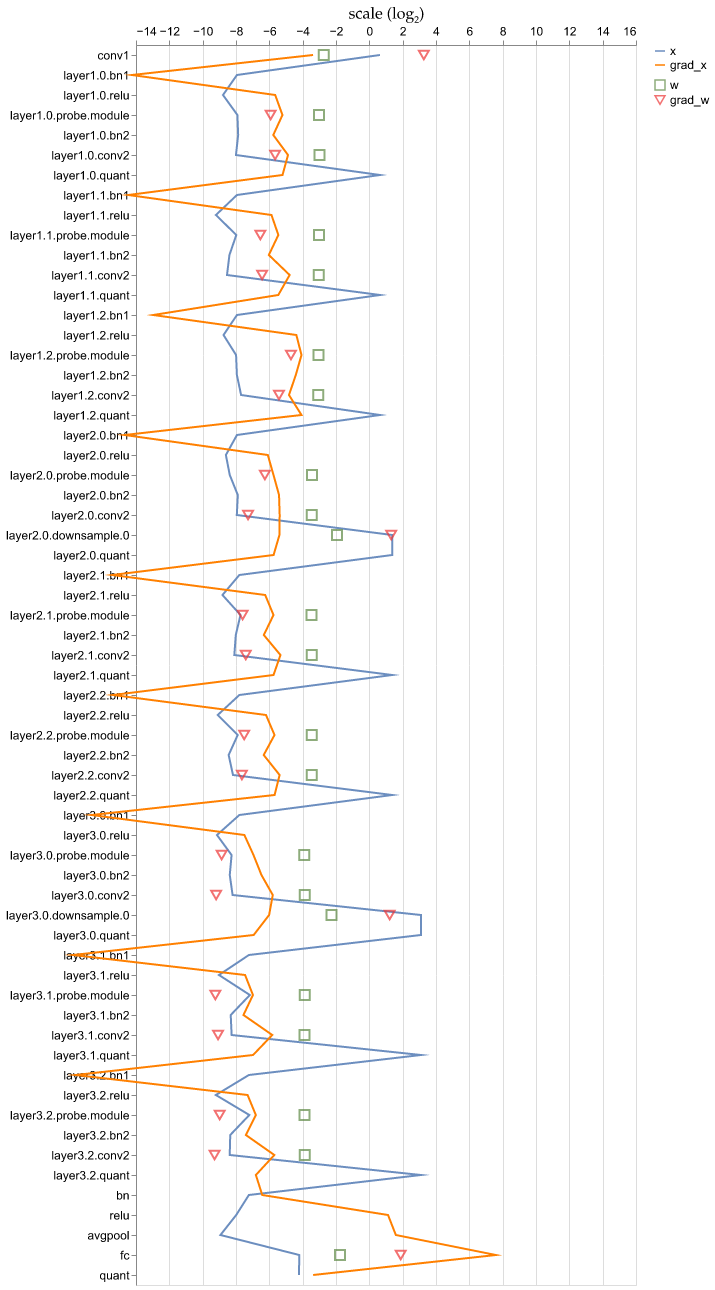 scale (log₂)
−14 −12 −10 −8 −6 −4 −2 0 2 4 6 8 10 12 14 16
x
grad_x
w
grad_w
conv1
layer1.0.bn1
layer1.0.relu
layer1.0.probe.module
layer1.0.bn2
layer1.0.conv2
layer1.0.quant
layer1.1.bn1
layer1.1.relu
layer1.1.probe.module
layer1.1.bn2
layer1.1.conv2
layer1.1.quant
layer1.2.bn1
layer1.2.relu
layer1.2.probe.module
layer1.2.bn2
layer1.2.conv2
layer1.2.quant
layer2.0.bn1
layer2.0.relu
layer2.0.probe.module
layer2.0.bn2
layer2.0.conv2
layer2.0.downsample.0
layer2.0.quant
layer2.1.bn1
layer2.1.relu
layer2.1.probe.module
layer2.1.bn2
layer2.1.conv2
layer2.1.quant
layer2.2.bn1
layer2.2.relu
layer2.2.probe.module
layer2.2.bn2
layer2.2.conv2
layer2.2.quant
layer3.0.bn1
layer3.0.relu
layer3.0.probe.module
layer3.0.bn2
layer3.0.conv2
layer3.0.downsample.0
layer3.0.quant
layer3.1.bn1
layer3.1.relu
layer3.1.probe.module
layer3.1.bn2
layer3.1.conv2
layer3.1.quant
layer3.2.bn1
layer3.2.relu
layer3.2.probe.module
layer3.2.bn2
layer3.2.conv2
layer3.2.quant
bn
relu
avgpool
fc
quant